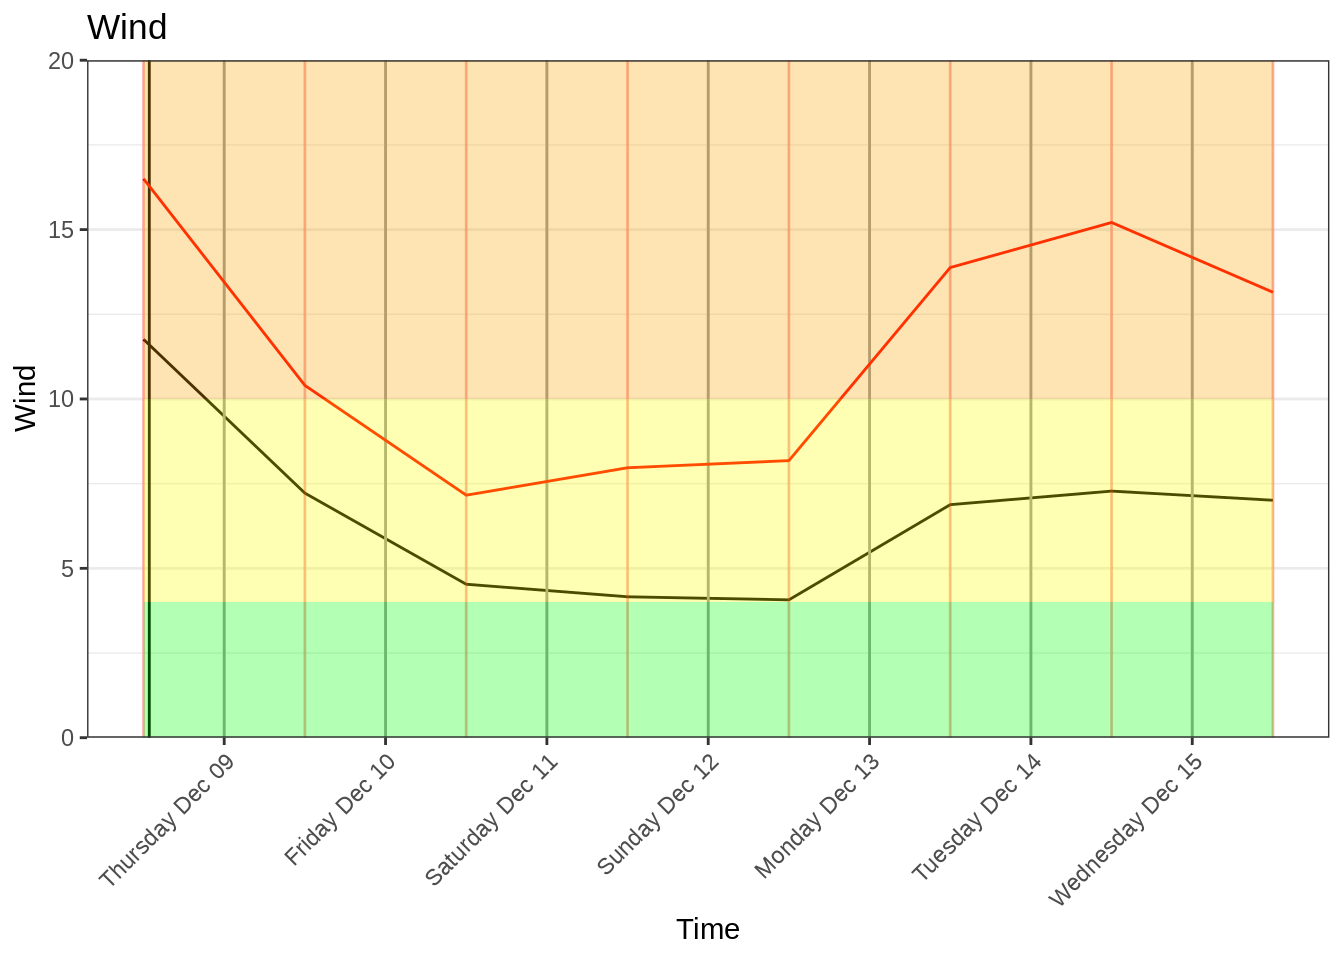 Wind
20
15
10
5
0
Wind
Thursday Dec 09
Friday Dec 10
Saturday Dec 11
Sunday Dec 12
Monday Dec 13
Tuesday Dec 14
Wednesday Dec 15
Time